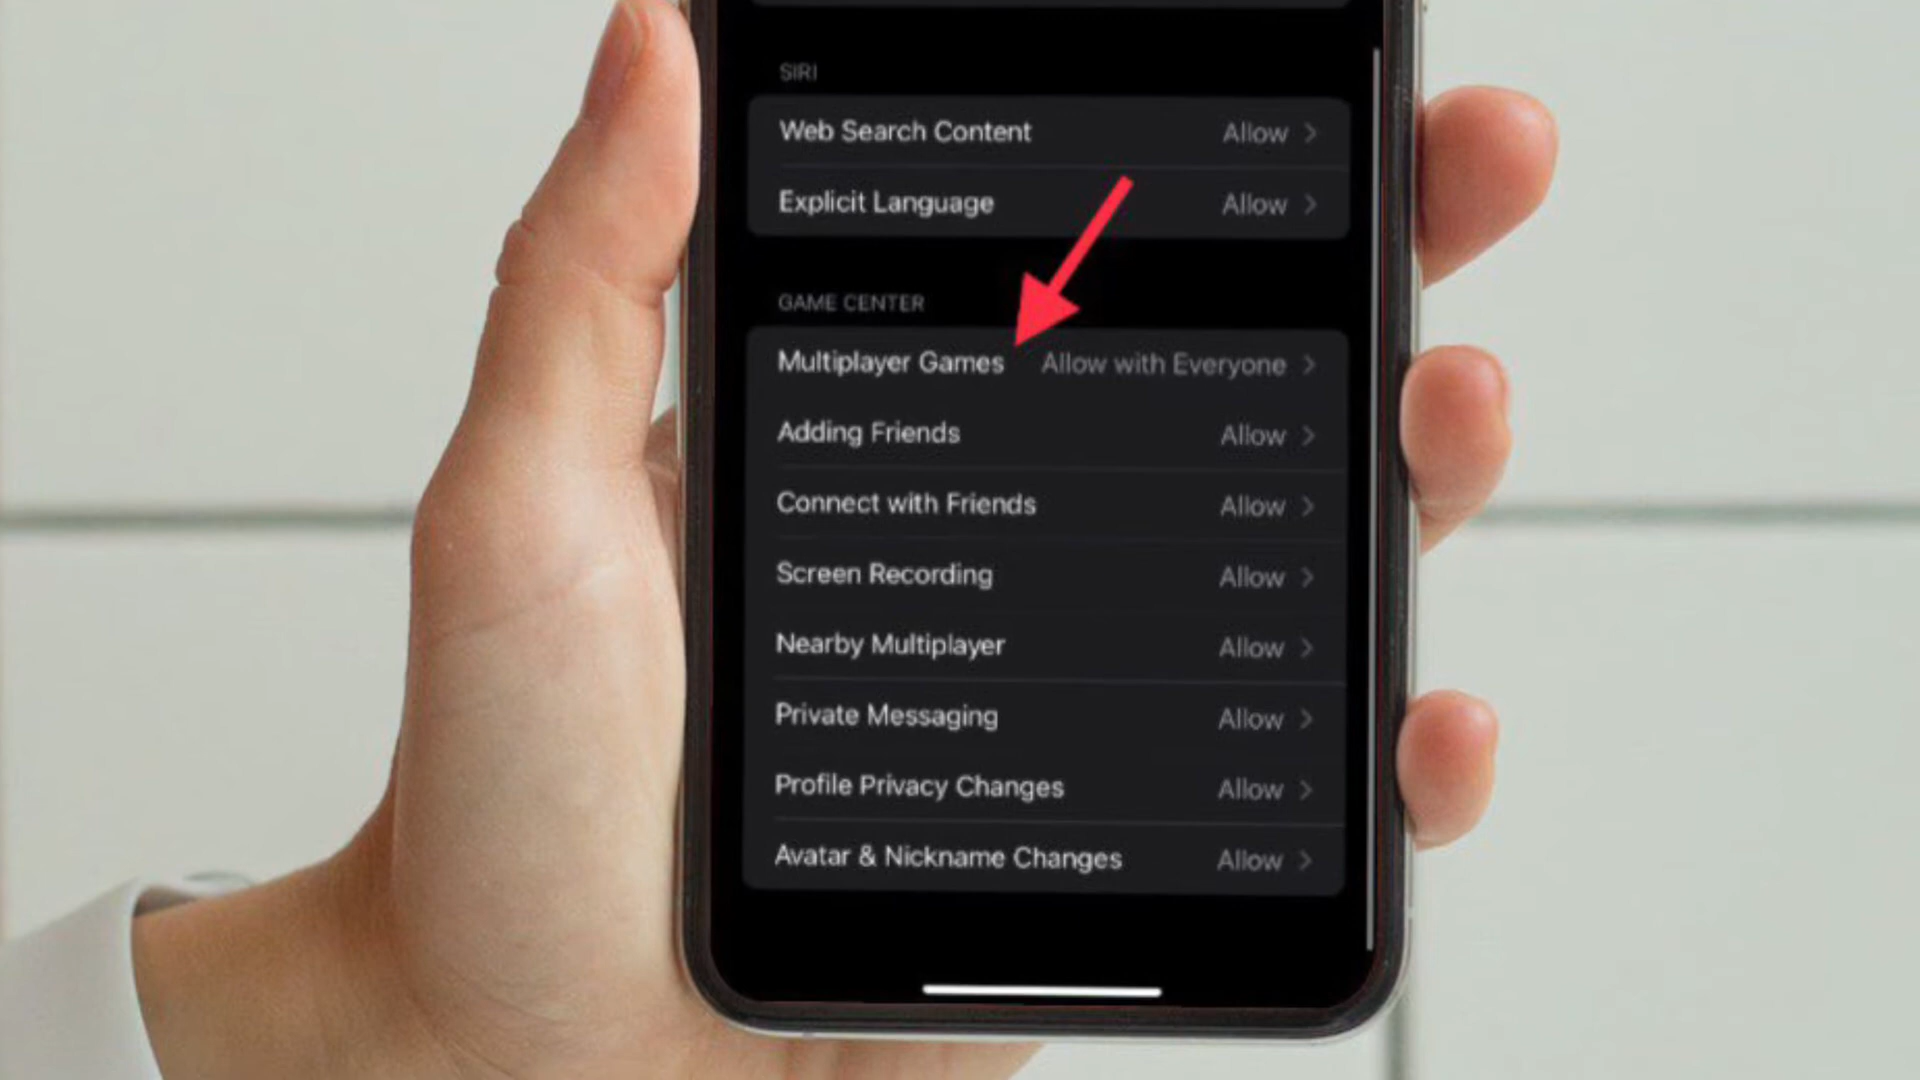 SIRI
Web Search Content Allow
Explicit Language Allow
GAME CENTER
Multiplayer Games Allow with Everyone
Adding Friends Allow
Connect with Friends Allow
Screen Recording Allow
Nearby Multiplayer Allow
Private Messaging Allow
Profile Privacy Changes Allow
Avatar & Nickname Changes Allow